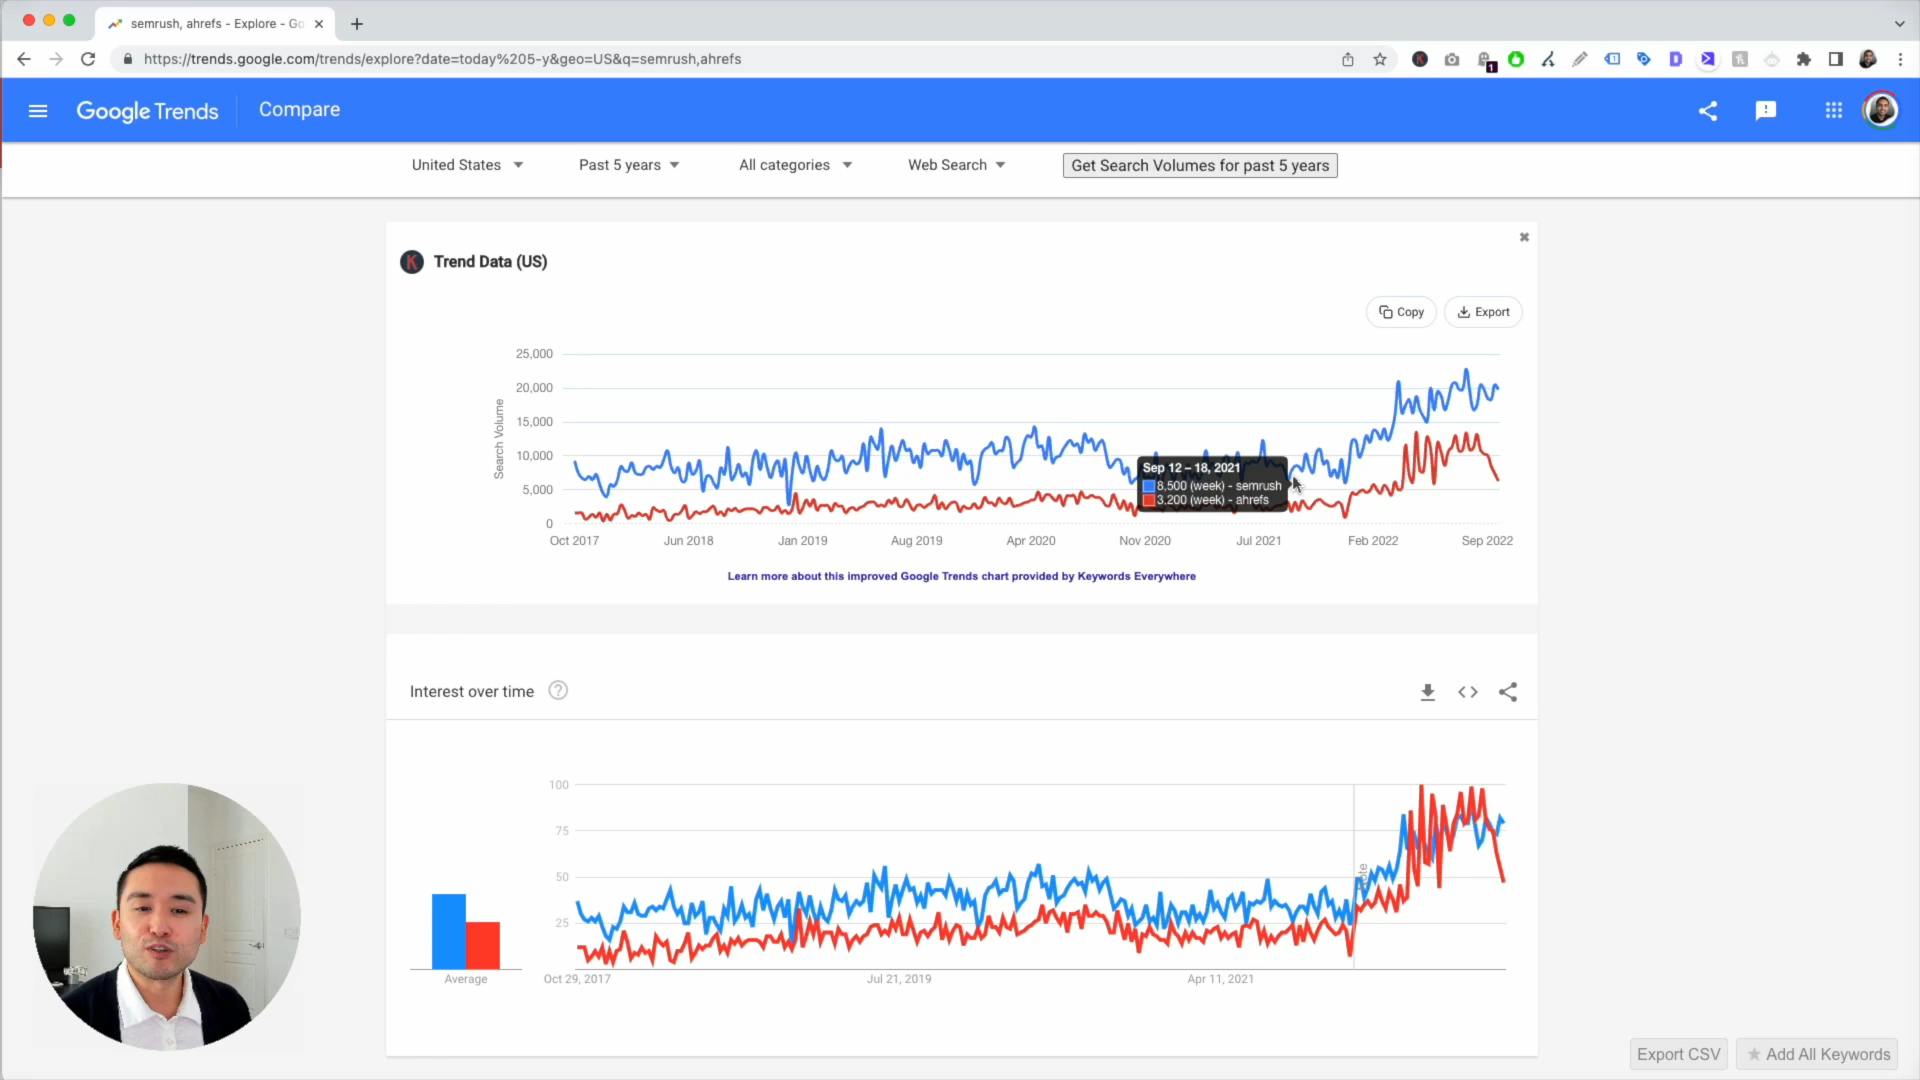 semrush, ahrefs - Explore - Go
https://trends.google.com/trends/explore?date=today%205-y&geo=US&q=semrush,ahrefs
1
Google Trends
Compare
United States
Past 5 years
All categories
Web Search
Get Search Volumes for past 5 years
K
Trend Data (US)
Copy
Export
Search Volume
25,000
20,000
15,000
10,000
5,000
0
Sep 12 – 18, 2021
8,500 (week) - semrush
3,200 (week) - ahrefs
Oct 2017
Jun 2018
Jan 2019
Aug 2019
Apr 2020
Nov 2020
Jul 2021
Feb 2022
Sep 2022
Learn more about this improved Google Trends chart provided by Keywords Everywhere
Interest over time
?
100
75
50
25
Average
Oct 29, 2017
Jul 21, 2019
Apr 11, 2021
Export CSV
Add All Keywords